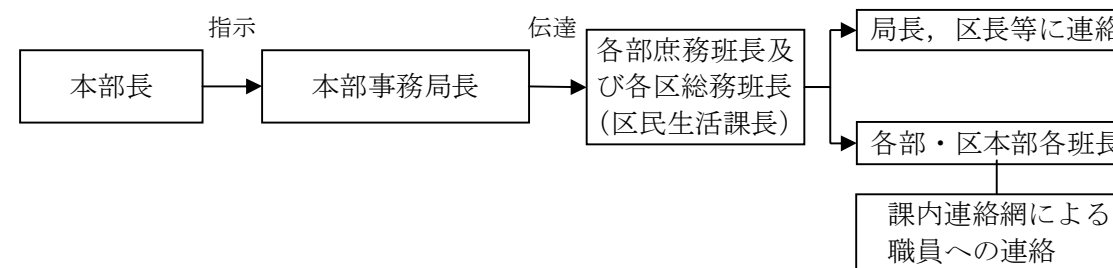 指示
伝達
本部長
本部事務局長
各部庶務班長及
び各区総務班長
（区民生活課長）
局長，区長等に連絡
各部・区本部各班長
課内連絡網による
職員への連絡